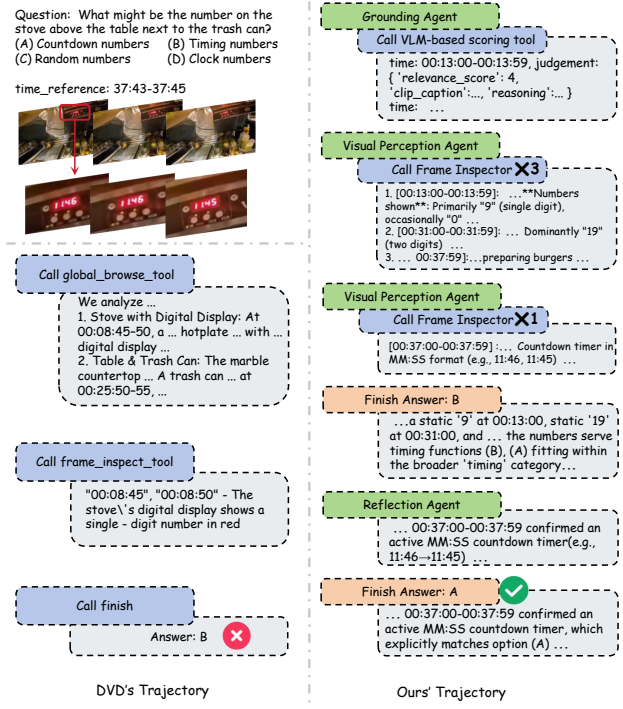 Question: What might be the number on the
stove above the table next to the trash can?
(A) Countdown numbers (B) Timing numbers
(C) Random numbers (D) Clock numbers
time_reference: 37:43-37:45
11:46
11:46
11:45
Call global_browse_tool
We analyze ...
1. Stove with Digital Display: At
00:08:45-50, a ... hotplate ... with ...
digital display ...
2. Table & Trash Can: The marble
countertop ... A trash can ... at
00:25:50-55, ...
Call frame_inspect_tool
"00:08:45", "00:08:50" - The
stove\'s digital display shows a
single - digit number in red
Call finish
Answer: B
DVD's Trajectory
Grounding Agent
Call VLM-based scoring tool
time: 00:13:00-00:13:59, judgement:
{ 'relevance_score': 4,
'clip_caption':..., 'reasoning':... }
time: ...
Visual Perception Agent
Call Frame Inspector ×3
1. [00:13:00-00:13:59]: ...**Numbers
shown**: Primarily "9" (single digit),
occasionally "0" ...
2. [00:31:00-00:31:59]: ... Dominantly "19"
(two digits) ...
3. ... 00:37:59]:...preparing burgers ...
Visual Perception Agent
Call Frame Inspector ×1
[00:37:00-00:37:59] :... Countdown timer in
MM:SS format (e.g., 11:46, 11:45) ...
Finish Answer: B
...a static '9' at 00:13:00, static '19'
at 00:31:00, and ... the numbers serve
timing functions (B), (A) fitting within
the broader 'timing' category...
Reflection Agent
... 00:37:00-00:37:59 confirmed an
active MM:SS countdown timer(e.g.,
11:46→11:45) ...
Finish Answer: A
... 00:37:00-00:37:59 confirmed an
active MM:SS countdown timer, which
explicitly matches option (A) ...
Ours' Trajectory